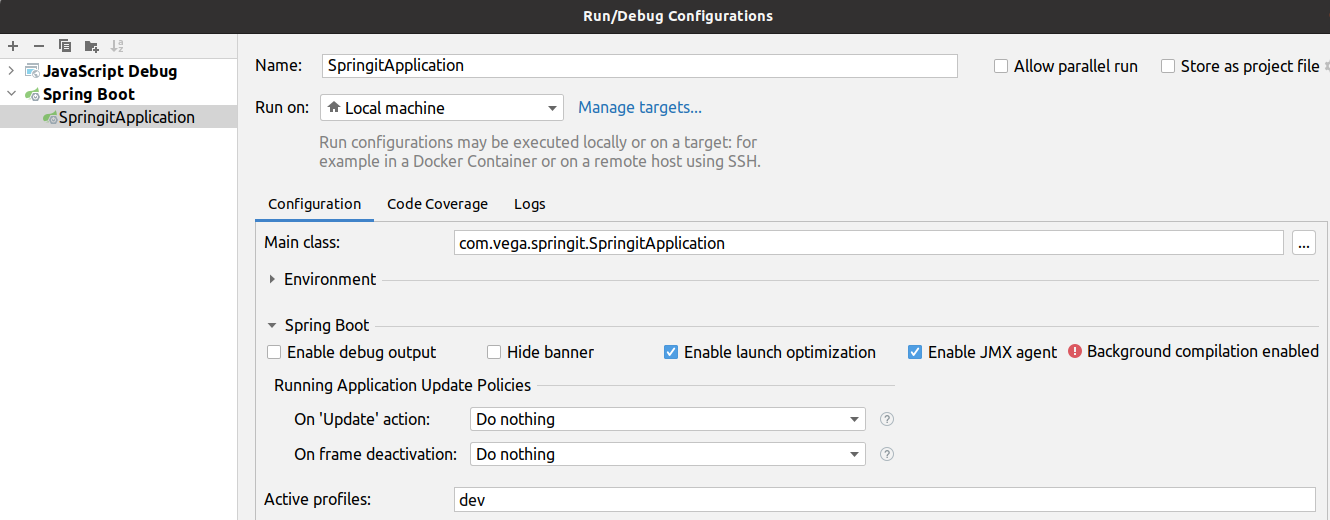 Run/Debug Configurations
JavaScript Debug
Spring Boot
SpringitApplication
Name: SpringitApplication
Allow parallel run
Store as project file
Run on: Local machine
Manage targets...
Run configurations may be executed locally or on a target: for
example in a Docker Container or on a remote host using SSH.
Configuration Code Coverage Logs
Main class: com.vega.springit.SpringitApplication ...
Environment
Spring Boot
Enable debug output Hide banner Enable launch optimization Enable JMX agent Background compilation enabled
Running Application Update Policies
On 'Update' action: Do nothing ?
On frame deactivation: Do nothing ?
Active profiles: dev